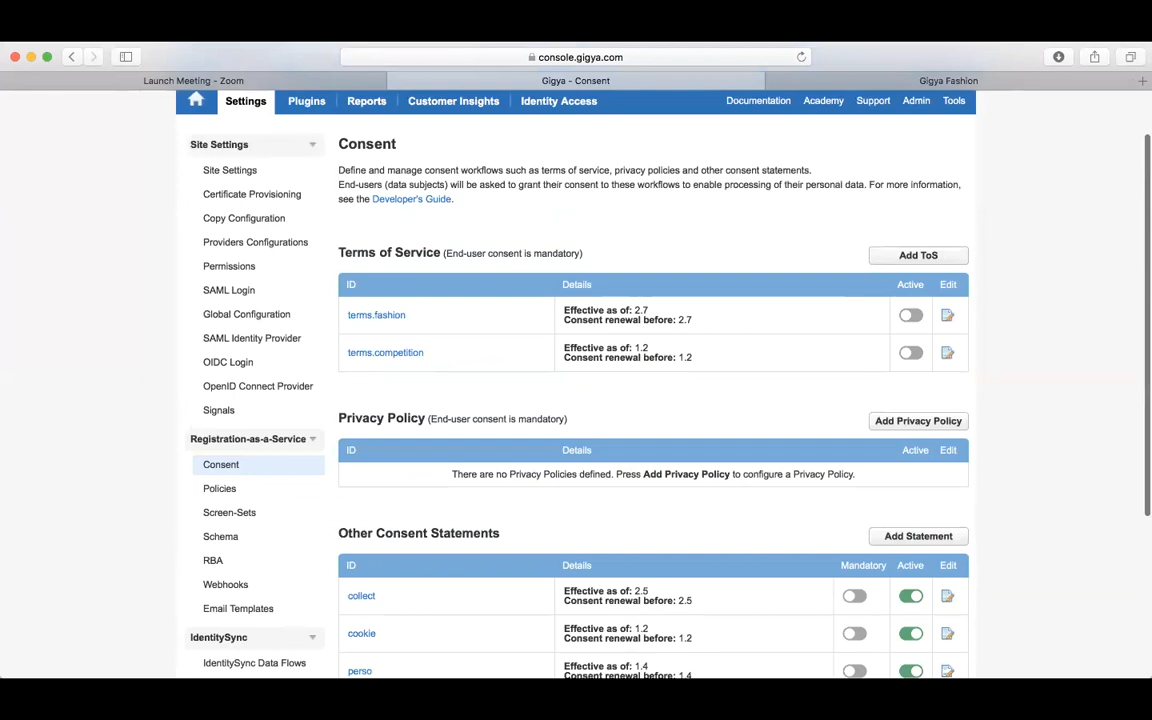 console.gigya.com
Launch Meeting - Zoom
Gigya - Consent
Gigya Fashion
Settings
Plugins
Reports
Customer Insights
Identity Access
Documentation
Academy
Support
Admin
Tools
Site Settings
Site Settings
Certificate Provisioning
Copy Configuration
Providers Configurations
Permissions
SAML Login
Global Configuration
SAML Identity Provider
OIDC Login
OpenID Connect Provider
Signals
Registration-as-a-Service
Consent
Policies
Screen-Sets
Schema
RBA
Webhooks
Email Templates
IdentitySync
IdentitySync Data Flows
Consent
Define and manage consent workflows such as terms of service, privacy policies and other consent statements.
End-users (data subjects) will be asked to grant their consent to these workflows to enable processing of their personal data. For more information,
see the Developer's Guide.
Terms of Service (End-user consent is mandatory)
Add ToS
ID Details Active Edit
terms.fashion
Effective as of: 2.7
Consent renewal before: 2.7
terms.competition
Effective as of: 1.2
Consent renewal before: 1.2
Privacy Policy (End-user consent is mandatory)
Add Privacy Policy
ID Details Active Edit
There are no Privacy Policies defined. Press Add Privacy Policy to configure a Privacy Policy.
Other Consent Statements
Add Statement
ID Details Mandatory Active Edit
collect
Effective as of: 2.5
Consent renewal before: 2.5
cookie
Effective as of: 1.2
Consent renewal before: 1.2
perso
Effective as of: 1.4
Consent renewal before: 1.4